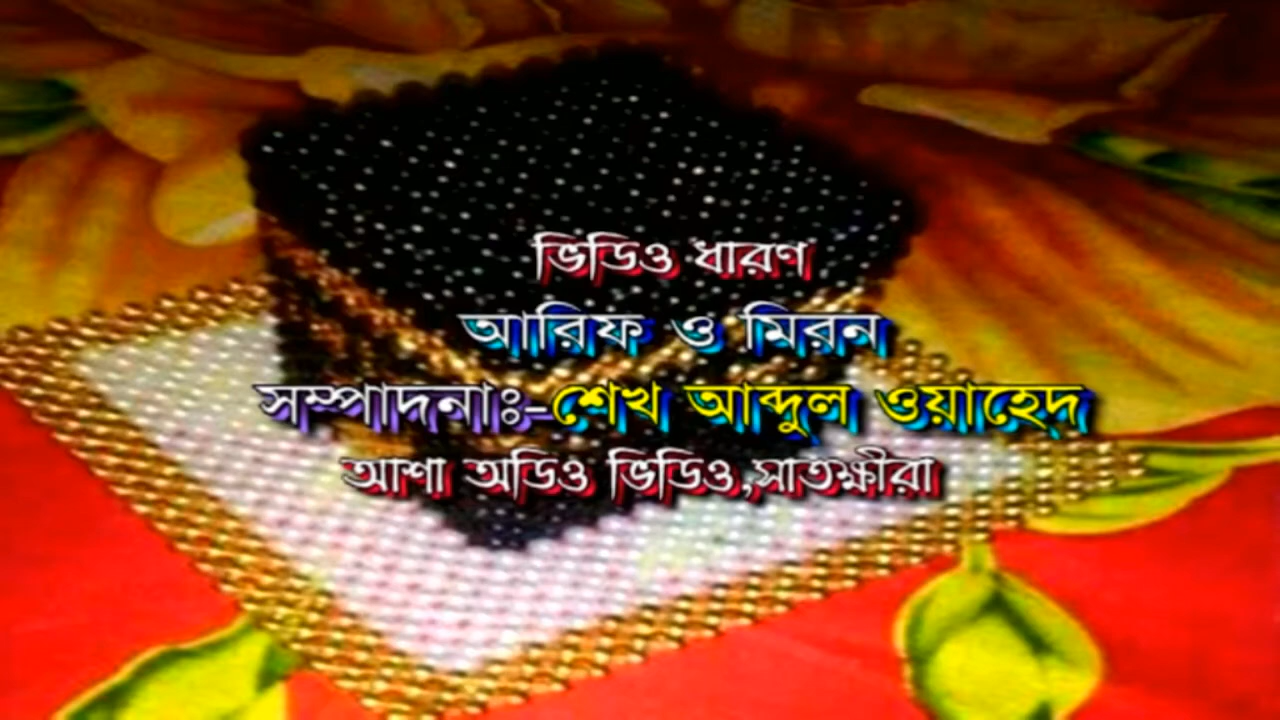 ভিডিও ধারণ
আরিফ ও মিরন
সম্পাদনাঃ-শেখ আব্দুল ওয়াহেদ
আশা অডিও ভিডিও,সাতক্ষীরা